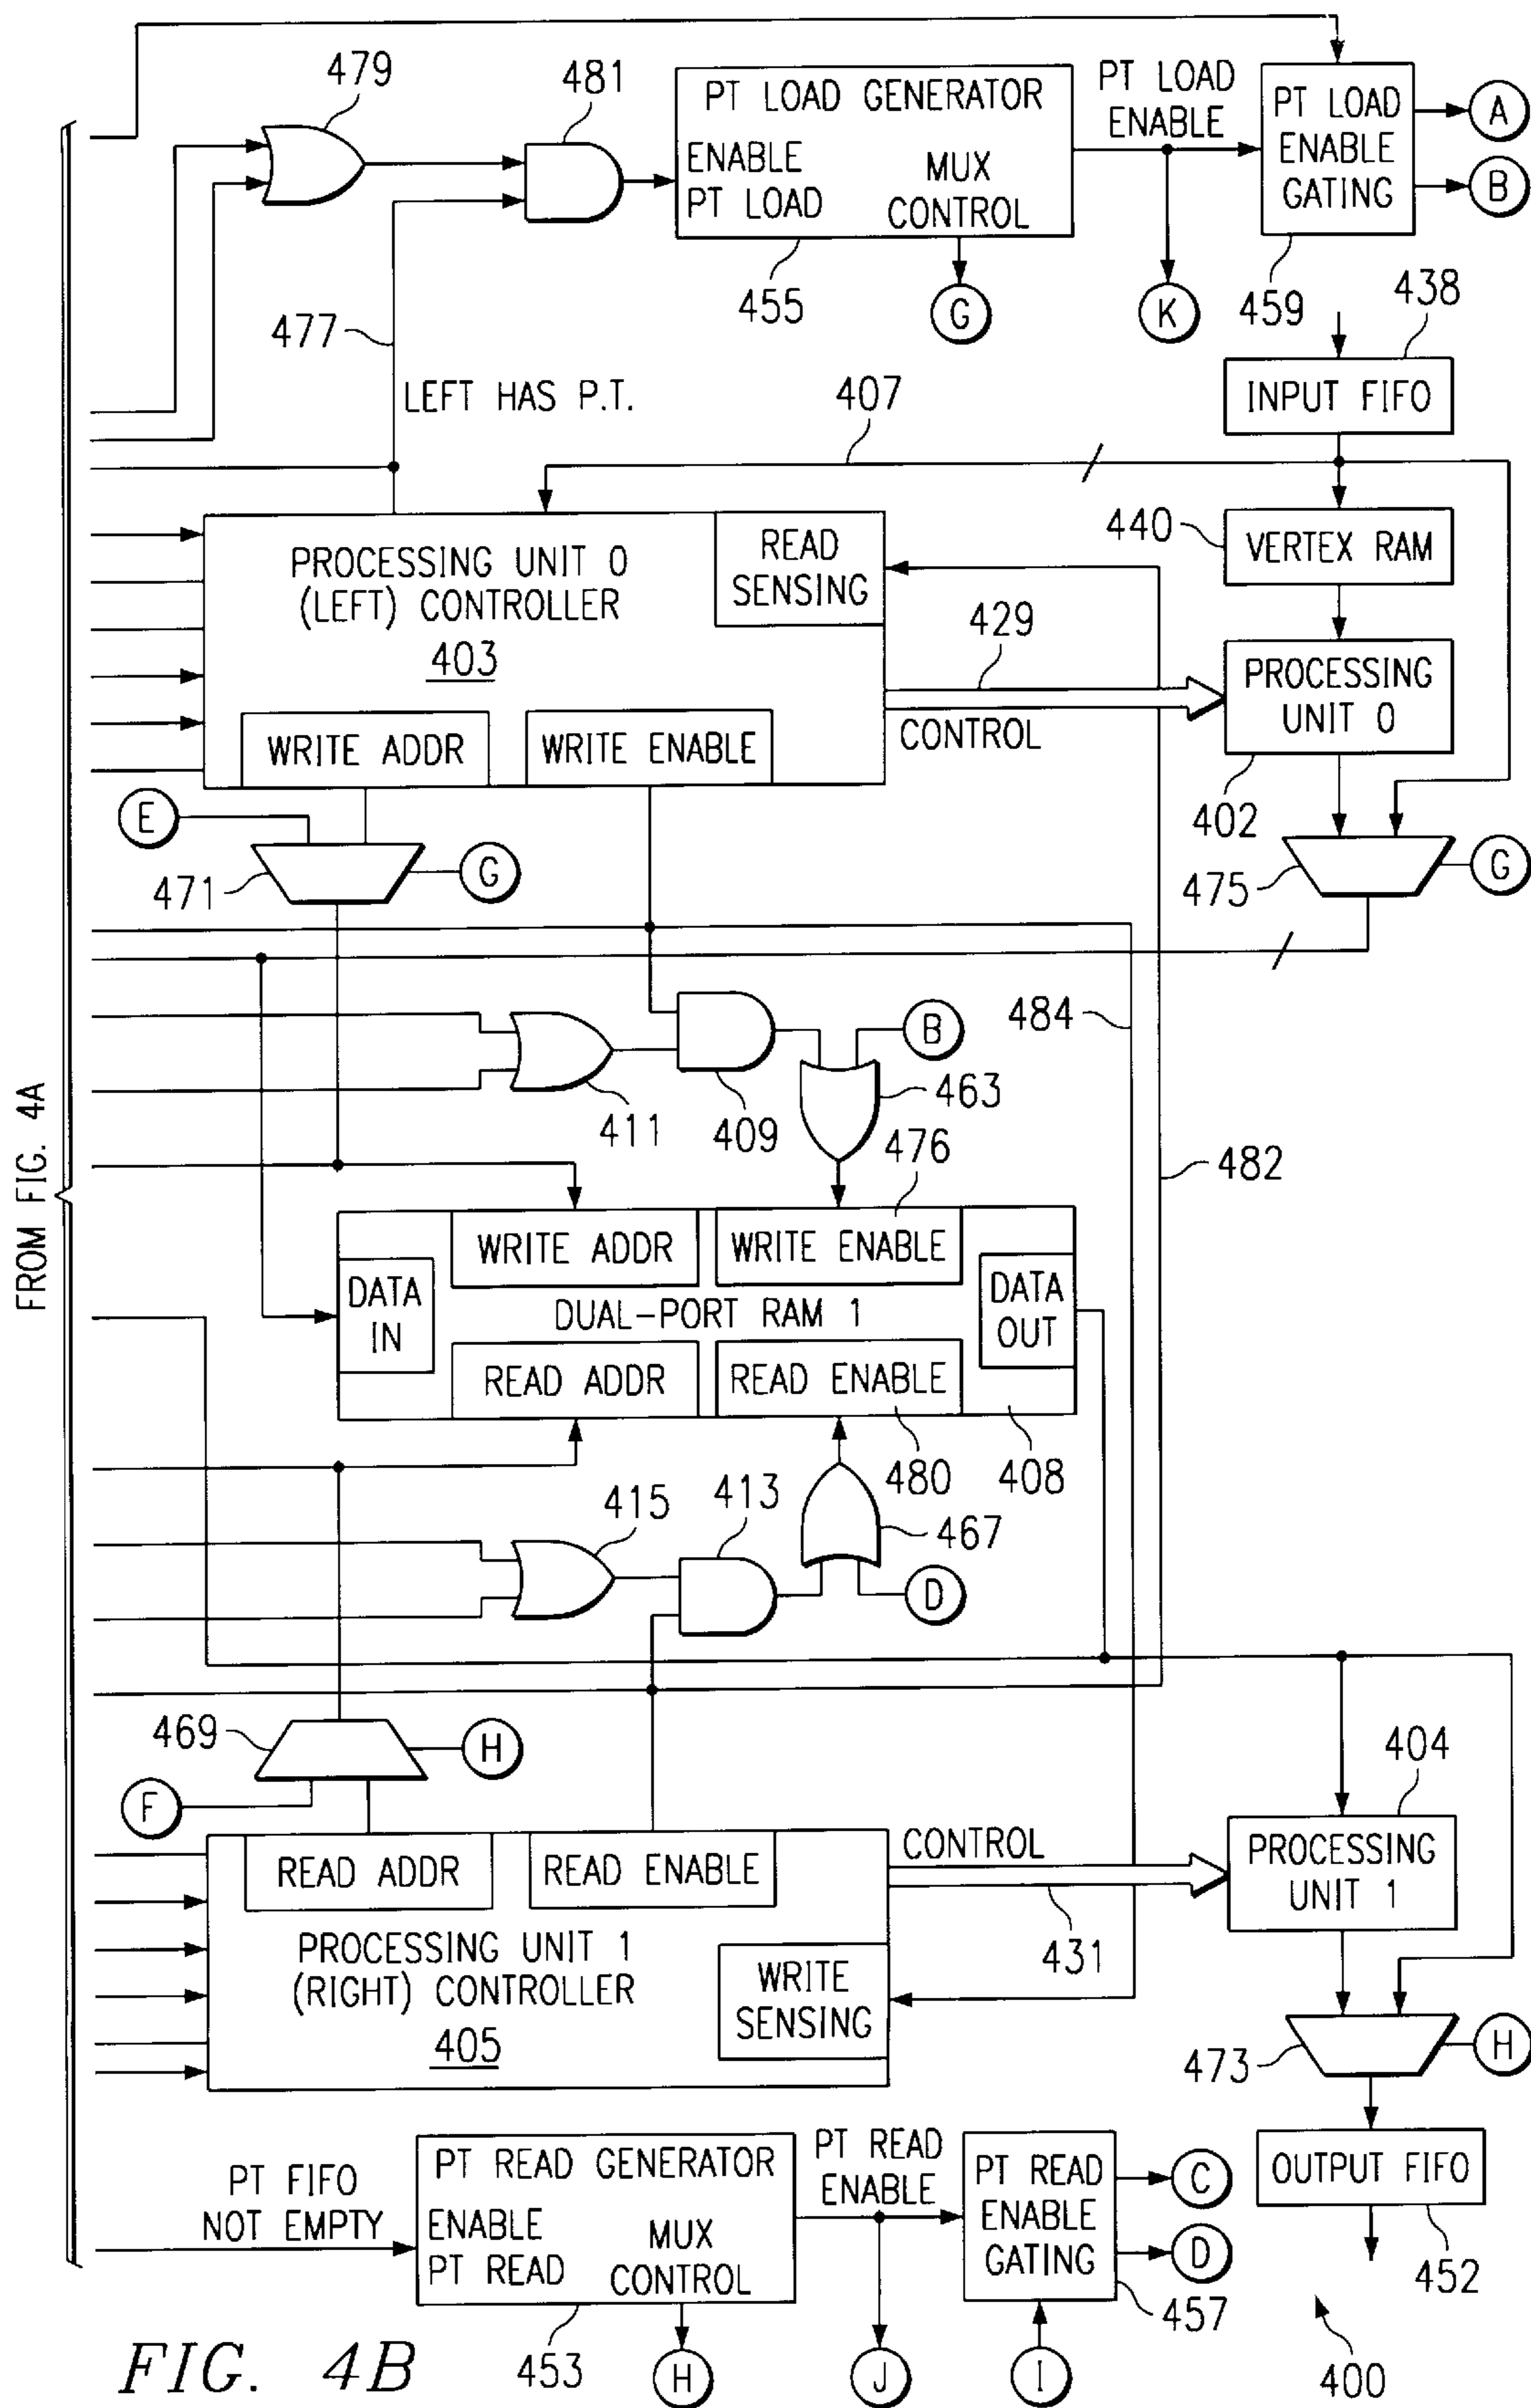 479
481
PT LOAD GENERATOR
ENABLE
PT LOAD
MUX
CONTROL
455
PT LOAD
ENABLE
PT LOAD
ENABLE
GATING
459
A
B
G
K
477
LEFT HAS P.T.
407
438
INPUT FIFO
440
VERTEX RAM
PROCESSING UNIT 0
(LEFT) CONTROLLER
403
READ
SENSING
WRITE ADDR
WRITE ENABLE
429
CONTROL
PROCESSING
UNIT 0
402
E
471
G
475
G
484
482
411
409
B
463
476
FROM FIG. 4A
WRITE ADDR
WRITE ENABLE
DATA
IN
DUAL-PORT RAM 1
DATA
OUT
READ ADDR
READ ENABLE
480
408
415
413
467
D
469
H
F
404
READ ADDR
READ ENABLE
CONTROL
431
PROCESSING
UNIT 1
PROCESSING UNIT 1
(RIGHT) CONTROLLER
405
WRITE
SENSING
473
H
OUTPUT FIFO
452
PT FIFO
NOT EMPTY
PT READ GENERATOR
ENABLE
PT READ
MUX
CONTROL
453
PT READ
ENABLE
PT READ
ENABLE
GATING
457
C
D
H
J
I
400
FIG. 4B